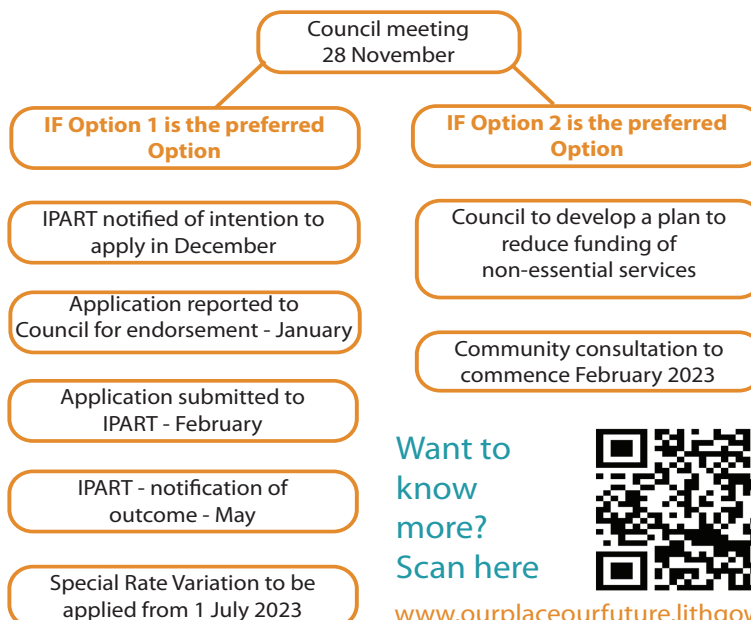 Council meeting
28 November
IF Option 1 is the preferred
Option
IPART notified of intention to
apply in December
Application reported to
Council for endorsement - January
Application submitted to
IPART - February
IPART - notification of
outcome - May
Special Rate Variation to be
applied from 1 July 2023
IF Option 2 is the preferred
Option
Council to develop a plan to
reduce funding of
non-essential services
Community consultation to
commence February 2023
Want to
know
more?
Scan here
www.ourplaceourfuture.lithgow